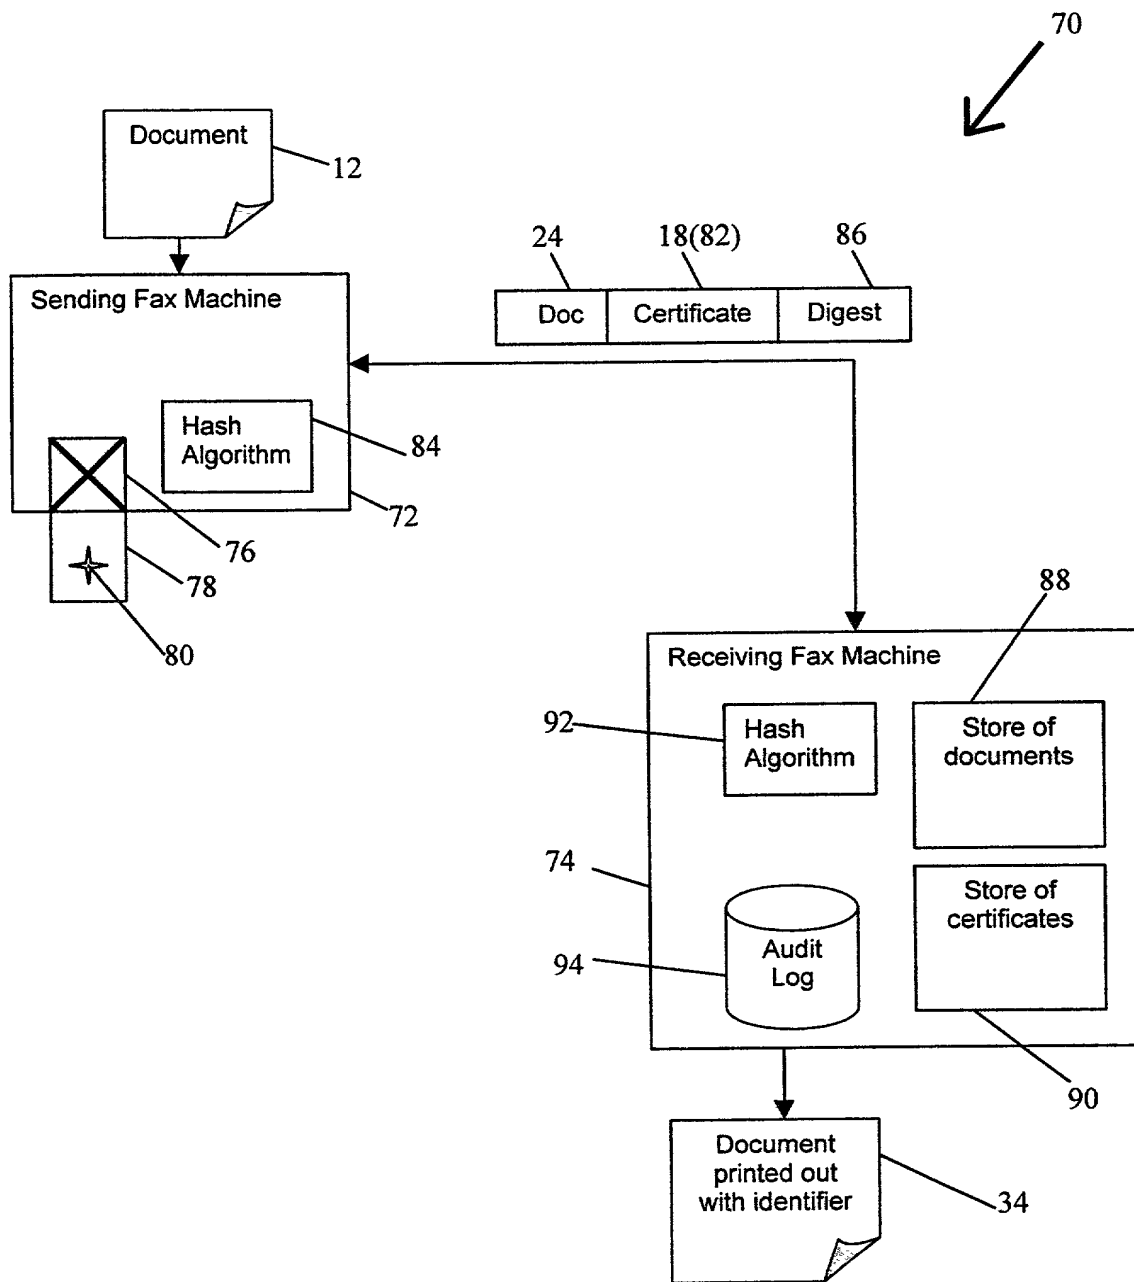 70
Document
12
24 18(82) 86
Sending Fax Machine
Doc Certificate Digest
Hash
Algorithm
84
72
76
78
80
88
Receiving Fax Machine
92
Hash
Algorithm
Store of
documents
74
Store of
certificates
Audit
Log
94
90
Document
printed out
with identifier
34